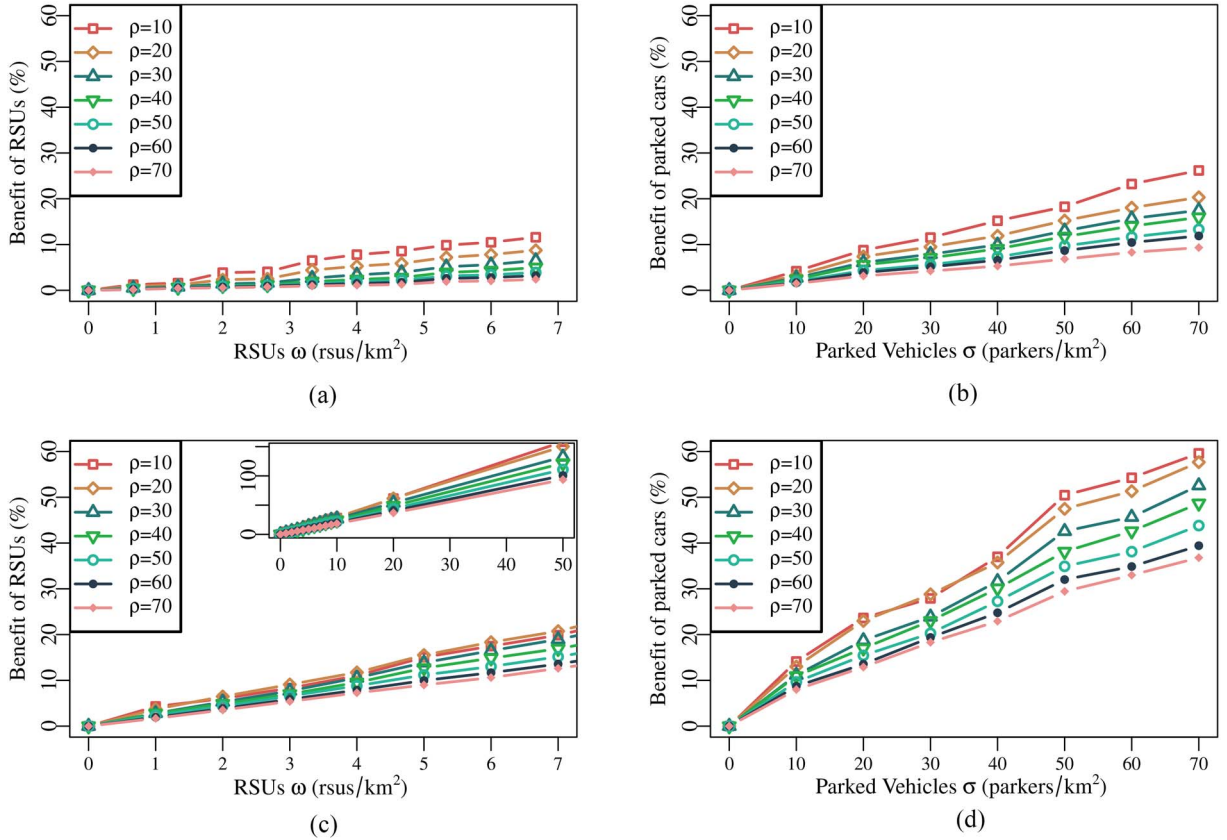 Benefit of RSUs (%)
0 10 20 30 40 50 60
ρ=10
ρ=20
ρ=30
ρ=40
ρ=50
ρ=60
ρ=70
0 1 2 3 4 5 6 7
RSUs ω (rsus/km²)
(a)
Benefit of parked cars (%)
0 10 20 30 40 50 60
ρ=10
ρ=20
ρ=30
ρ=40
ρ=50
ρ=60
ρ=70
0 10 20 30 40 50 60 70
Parked Vehicles σ (parkers/km²)
(b)
Benefit of RSUs (%)
0 10 20 30 40 50 60
ρ=10
ρ=20
ρ=30
ρ=40
ρ=50
ρ=60
ρ=70
0 100
0 10 20 30 40 50
0 1 2 3 4 5 6 7
RSUs ω (rsus/km²)
(c)
Benefit of parked cars (%)
0 10 20 30 40 50 60
ρ=10
ρ=20
ρ=30
ρ=40
ρ=50
ρ=60
ρ=70
0 10 20 30 40 50 60 70
Parked Vehicles σ (parkers/km²)
(d)